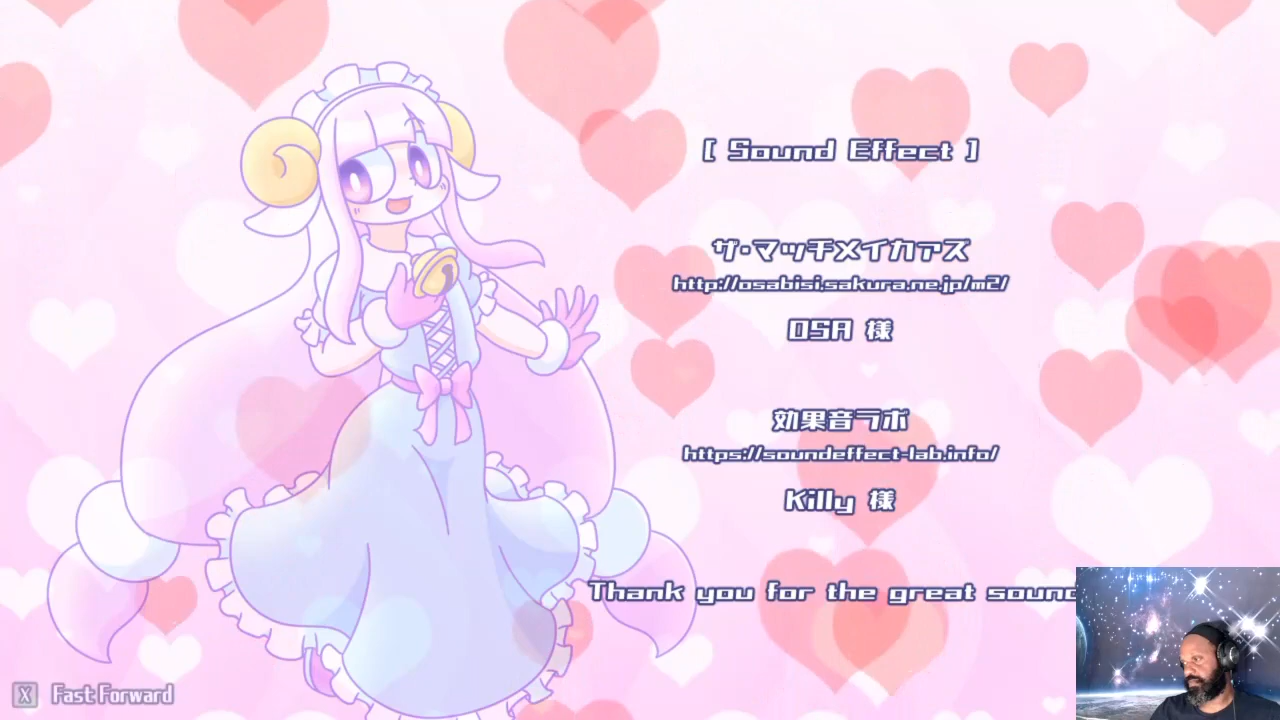 [ Sound Effect ]
ザ・マッチメイカァズ
http://osabisi.sakura.ne.jp/m2/
OSA 様
効果音ラボ
https://soundeffect-lab.info/
Killy 様
Thank you for the great sound
X Fast Forward